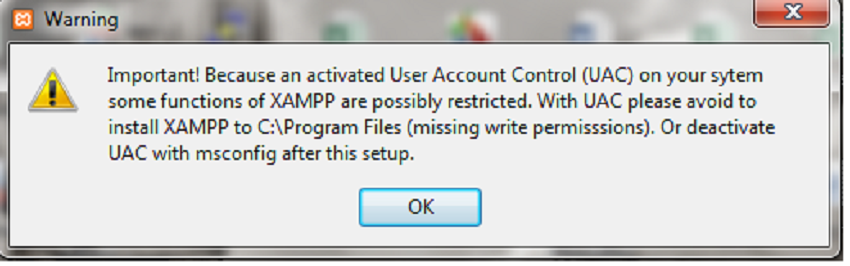 Warning
Important! Because an activated User Account Control (UAC) on your sytem
some functions of XAMPP are possibly restricted. With UAC please avoid to
install XAMPP to C:\Program Files (missing write permisssions). Or deactivate
UAC with msconfig after this setup.
OK